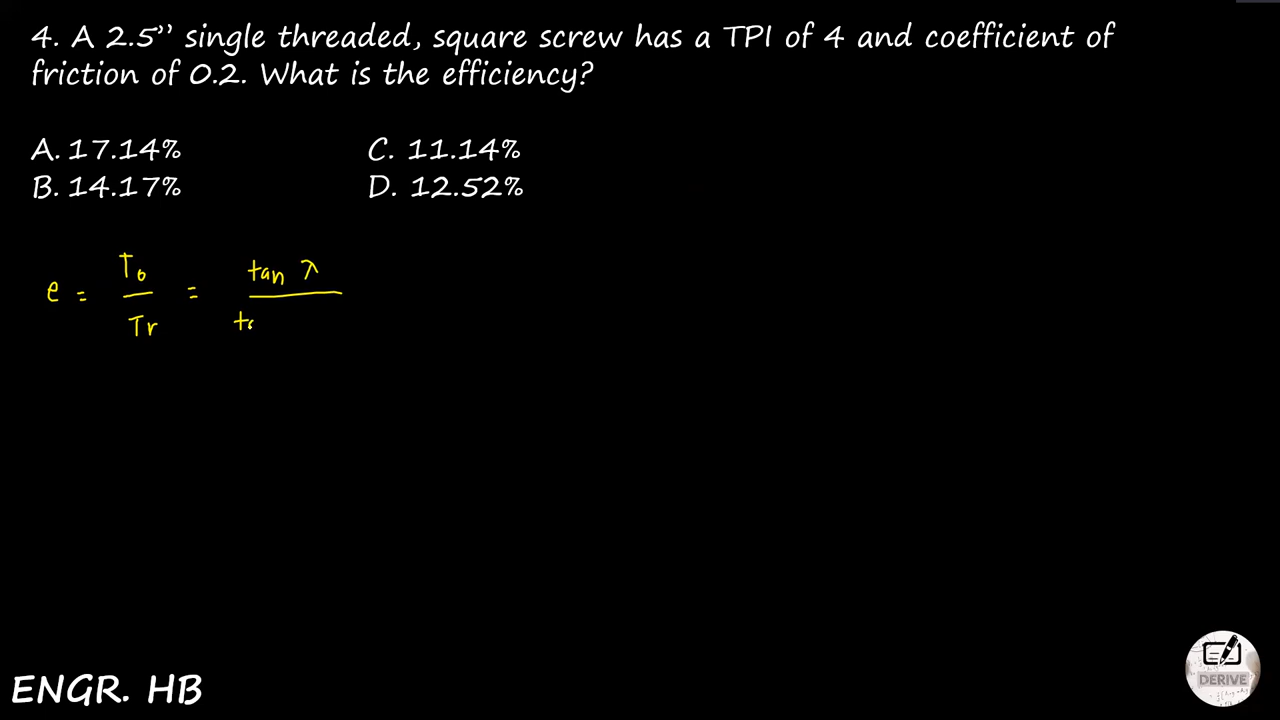 4. A 2.5” single threaded, square screw has a TPI of 4 and coefficient of
friction of 0.2. What is the efficiency?
A. 17.14% C. 11.14%
B. 14.17% D. 12.52%
e = To / Tr = tan λ /
ENGR. HB
DERIVE